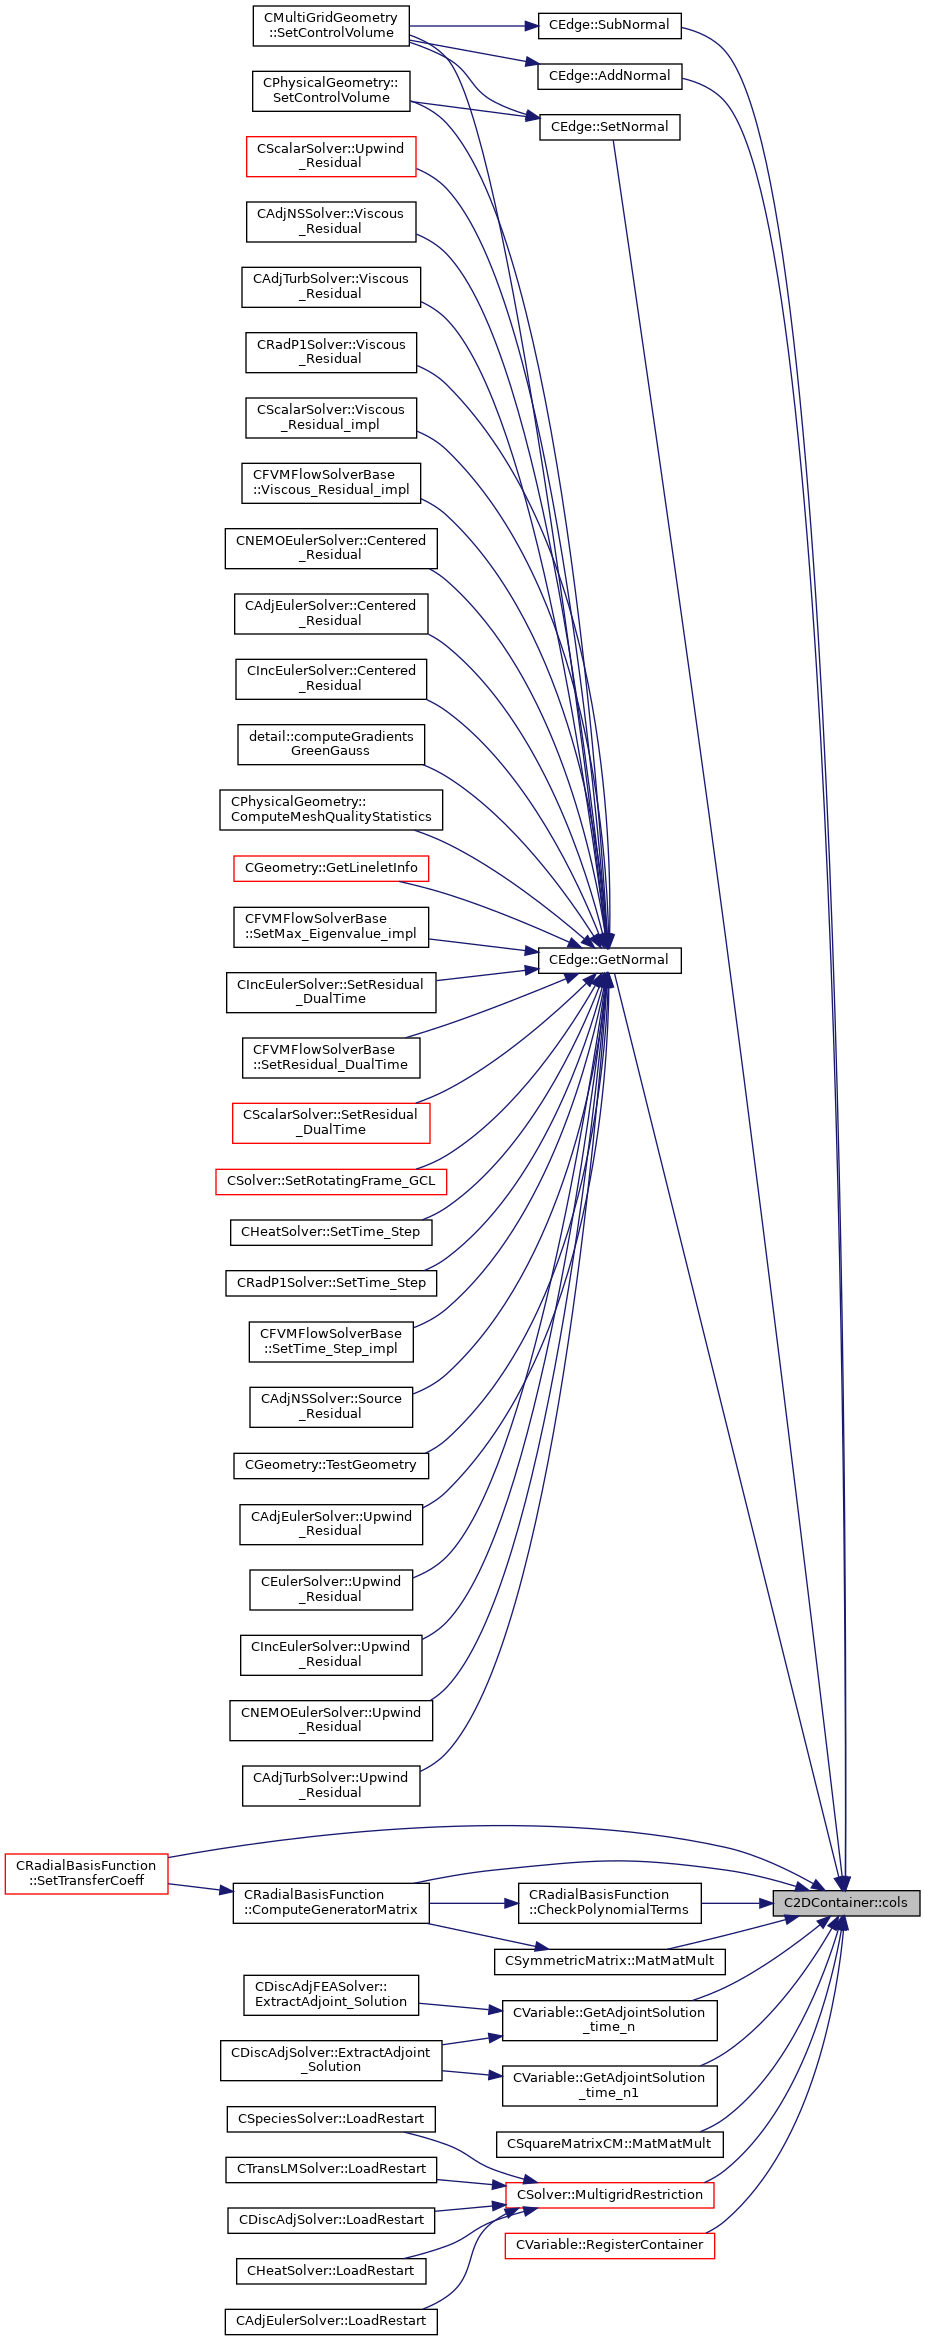 CMultiGridGeometry
::SetControlVolume
CEdge::SubNormal
CEdge::AddNormal
CPhysicalGeometry::
SetControlVolume
CEdge::SetNormal
CScalarSolver::Upwind
_Residual
CAdjNSSolver::Viscous
_Residual
CAdjTurbSolver::Viscous
_Residual
CRadP1Solver::Viscous
_Residual
CScalarSolver::Viscous
_Residual_impl
CFVMFlowSolverBase
::Viscous_Residual_impl
CNEMOEulerSolver::Centered
_Residual
CAdjEulerSolver::Centered
_Residual
CIncEulerSolver::Centered
_Residual
detail::computeGradients
GreenGauss
CPhysicalGeometry::
ComputeMeshQualityStatistics
CGeometry::GetLineletInfo
CFVMFlowSolverBase
::SetMax_Eigenvalue_impl
CEdge::GetNormal
CIncEulerSolver::SetResidual
_DualTime
CFVMFlowSolverBase
::SetResidual_DualTime
CScalarSolver::SetResidual
_DualTime
CSolver::SetRotatingFrame_GCL
CHeatSolver::SetTime_Step
CRadP1Solver::SetTime_Step
CFVMFlowSolverBase
::SetTime_Step_impl
CAdjNSSolver::Source
_Residual
CGeometry::TestGeometry
CAdjEulerSolver::Upwind
_Residual
CEulerSolver::Upwind
_Residual
CIncEulerSolver::Upwind
_Residual
CNEMOEulerSolver::Upwind
_Residual
CAdjTurbSolver::Upwind
_Residual
CRadialBasisFunction
::SetTransferCoeff
CRadialBasisFunction
::ComputeGeneratorMatrix
CRadialBasisFunction
::CheckPolynomialTerms
C2DContainer::cols
CSymmetricMatrix::MatMatMult
CDiscAdjFEASolver::
ExtractAdjoint_Solution
CVariable::GetAdjointSolution
_time_n
CDiscAdjSolver::ExtractAdjoint
_Solution
CVariable::GetAdjointSolution
_time_n1
CSpeciesSolver::LoadRestart
CSquareMatrixCM::MatMatMult
CTransLMSolver::LoadRestart
CSolver::MultigridRestriction
CDiscAdjSolver::LoadRestart
CVariable::RegisterContainer
CHeatSolver::LoadRestart
CAdjEulerSolver::LoadRestart